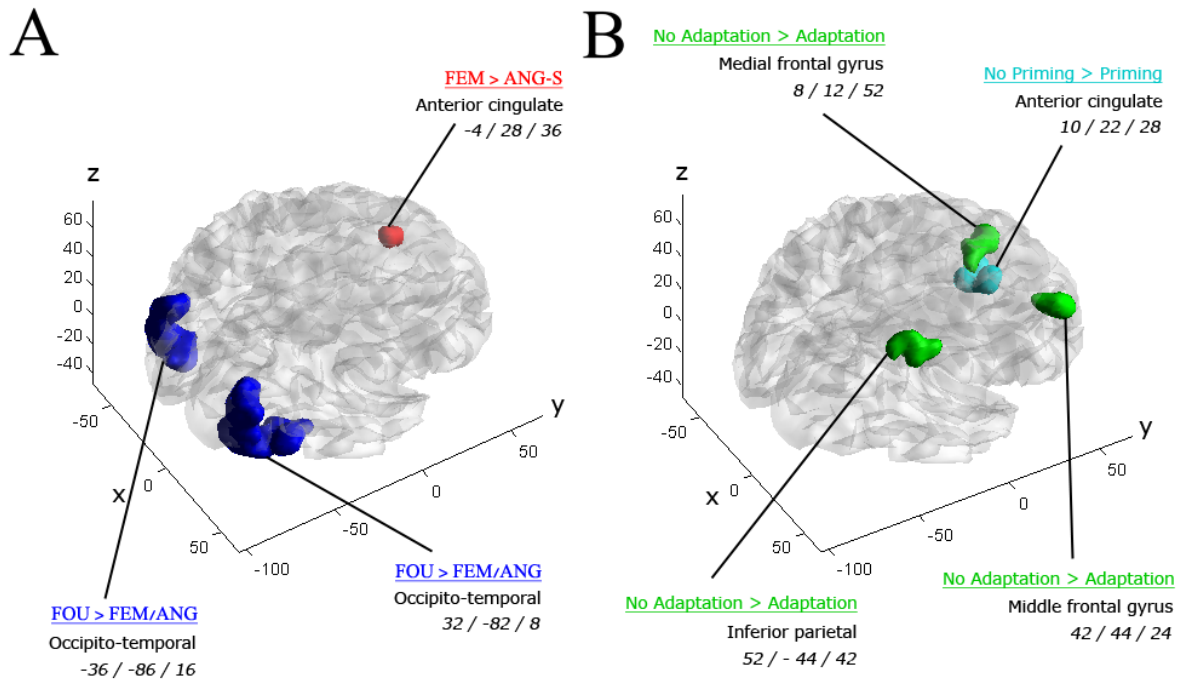 A
FEM > ANG-S
Anterior cingulate
-4 / 28 / 36
z
60
40
20
0
-20
-40
-50
x
0
50
-100
-50
0
50
y
FOU > FEM/ANG
Occipito-temporal
-36 / -86 / 16
FOU > FEM/ANG
Occipito-temporal
32 / -82 / 8
B
No Adaptation > Adaptation
Medial frontal gyrus
8 / 12 / 52
No Priming > Priming
Anterior cingulate
10 / 22 / 28
z
60
40
20
0
-20
-40
-50
x
0
50
-100
-50
0
50
y
No Adaptation > Adaptation
Inferior parietal
52 / - 44 / 42
No Adaptation > Adaptation
Middle frontal gyrus
42 / 44 / 24